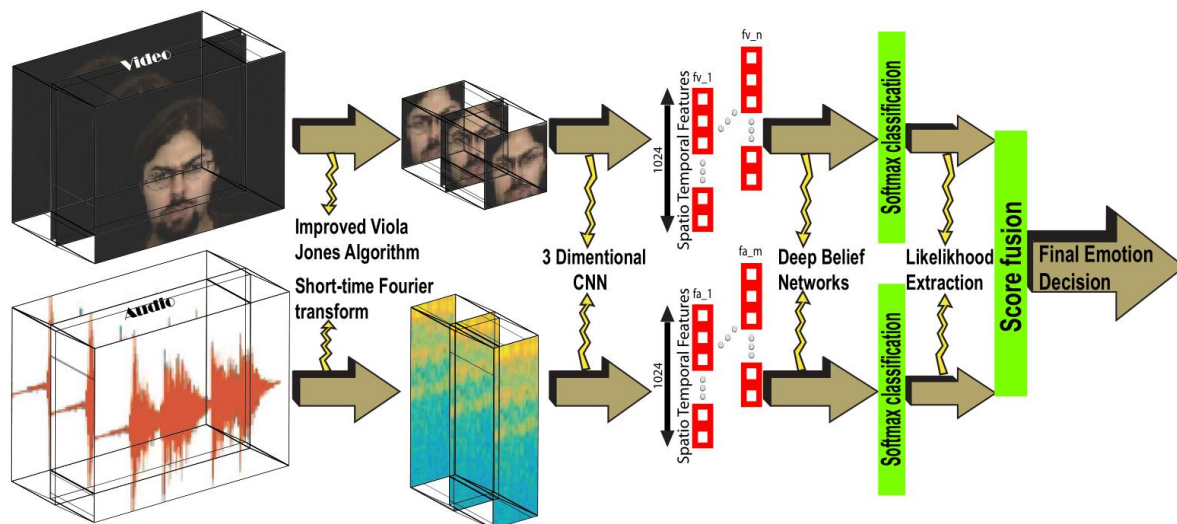 Video
Improved Viola
Jones Algorithm
3 Dimentional
CNN
fv_1
fv_n
1024
Spatio Temporal Features
Deep Belief
Networks
Softmax classification
Likelikhood
Extraction
Score fusion
Final Emotion
Decision
Audio
Short-time Fourier
transform
fa_1
fa_m
1024
Spatio Temporal Features
Softmax classification